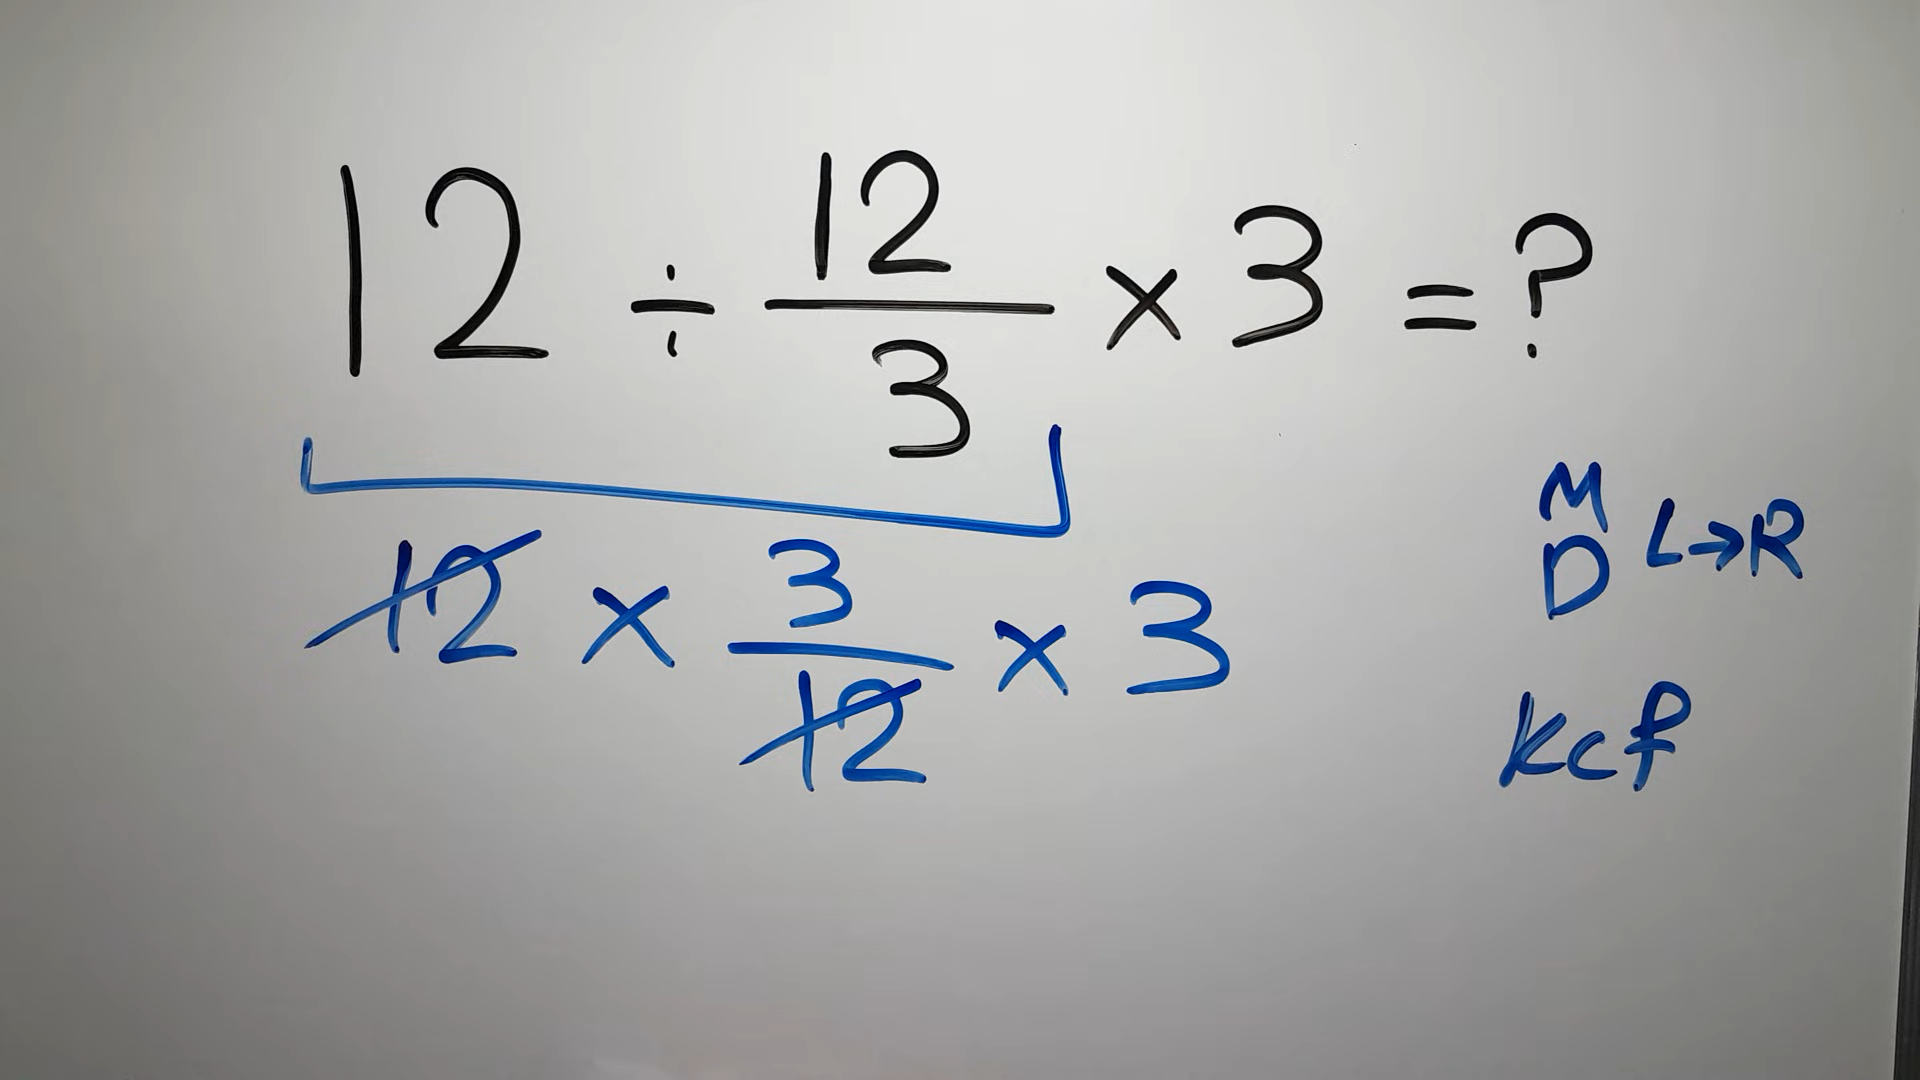 12 ÷ 12/3 × 3 = ?
M
D L→R
12 × 3/12 × 3
kcf